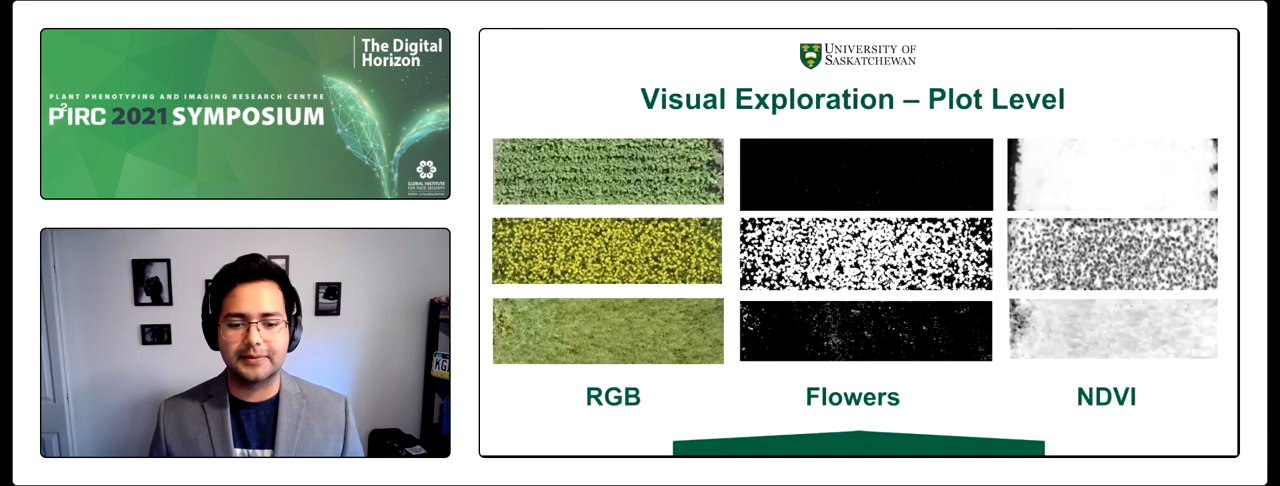 The Digital
Horizon
PLANT PHENOTYPING AND IMAGING RESEARCH CENTRE
P²IRC 2021 SYMPOSIUM
GLOBAL INSTITUTE
FOR FOOD SECURITY
UNIVERSITY OF
SASKATCHEWAN
Visual Exploration – Plot Level
RGB
Flowers
NDVI
KG